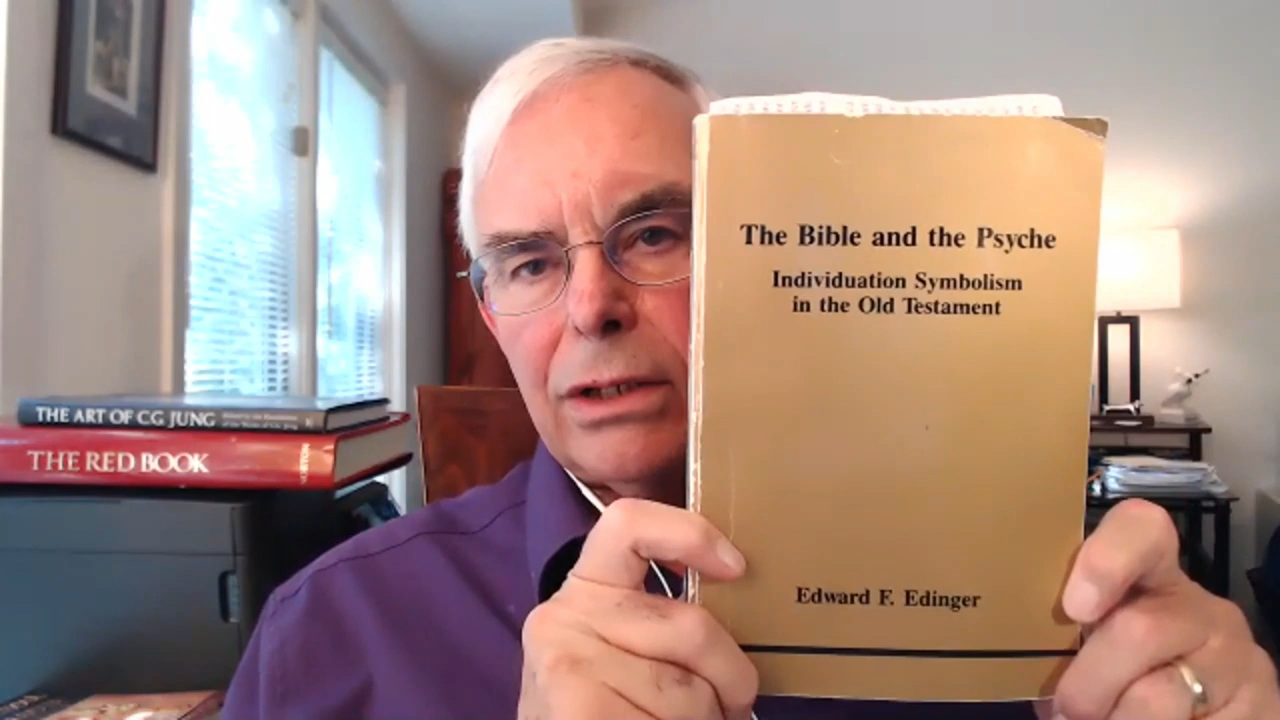 THE ART OF CG JUNG
THE RED BOOK
The Bible and the Psyche
Individuation Symbolism
in the Old Testament
Edward F. Edinger